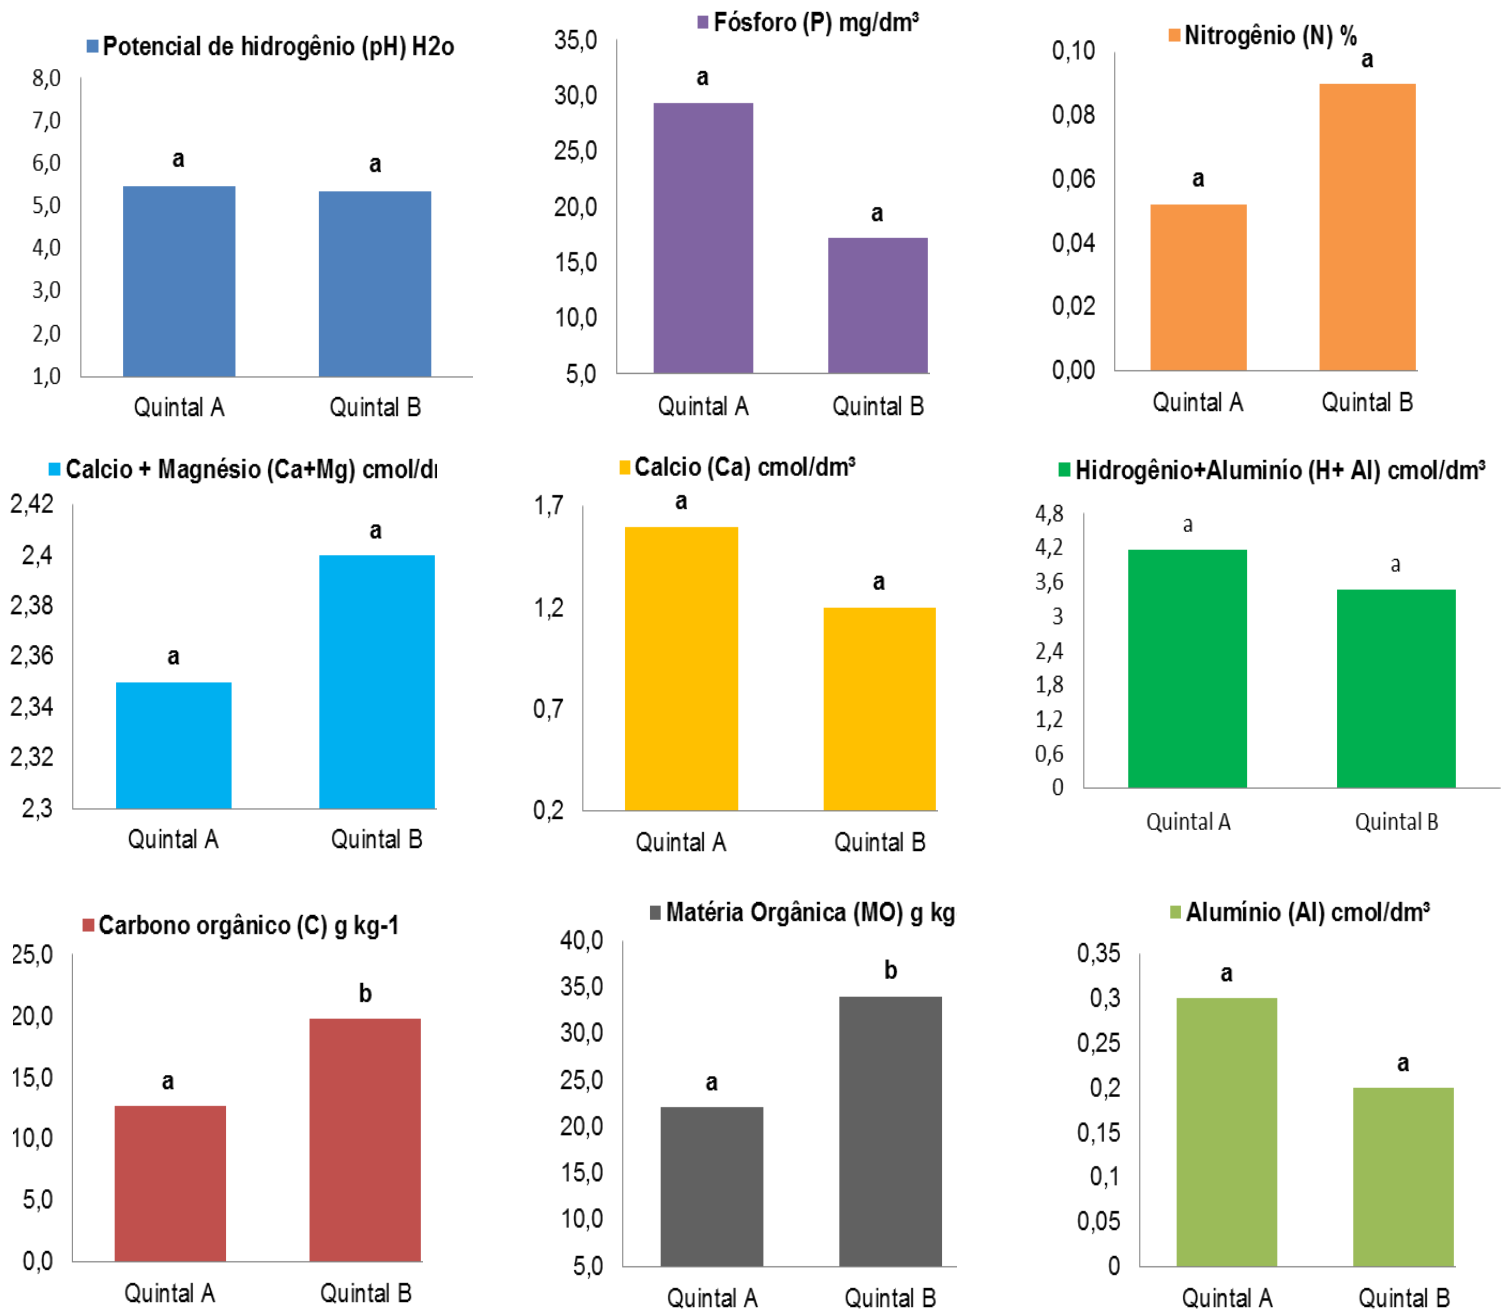 Potencial de hidrogênio (pH) H2o
8,0
7,0
6,0
5,0
4,0
3,0
2,0
1,0
a
a
Quintal A
Quintal B
Fósforo (P) mg/dm³
35,0
30,0
25,0
20,0
15,0
10,0
5,0
a
a
Quintal A
Quintal B
Nitrogênio (N) %
0,10
0,08
0,06
0,04
0,02
0,00
a
a
Quintal A
Quintal B
Calcio + Magnésio (Ca+Mg) cmol/d
2,42
2,4
2,38
2,36
2,34
2,32
2,3
a
a
Quintal A
Quintal B
Calcio (Ca) cmol/dm³
1,7
1,2
0,7
0,2
a
a
Quintal A
Quintal B
Hidrogênio+Aluminío (H+ Al) cmol/dm³
4,8
4,2
3,6
3
2,4
1,8
1,2
0,6
0
a
a
Quintal A
Quintal B
Carbono orgânico (C) g kg-1
25,0
20,0
15,0
10,0
5,0
0,0
a
b
Quintal A
Quintal B
Matéria Orgânica (MO) g kg
40,0
35,0
30,0
25,0
20,0
15,0
10,0
5,0
a
b
Quintal A
Quintal B
Alumínio (Al) cmol/dm³
0,35
0,3
0,25
0,2
0,15
0,1
0,05
0
a
a
Quintal A
Quintal B